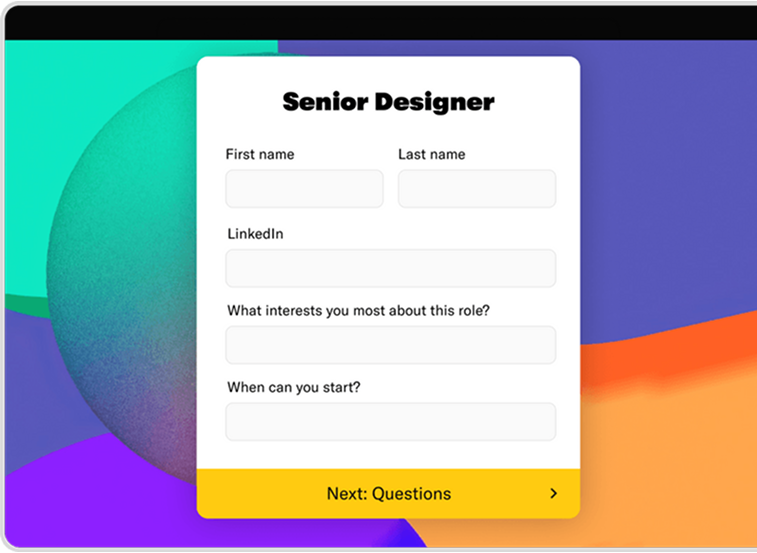 Senior Designer
First name Last name
LinkedIn
What interests you most about this role?
When can you start?
Next: Questions